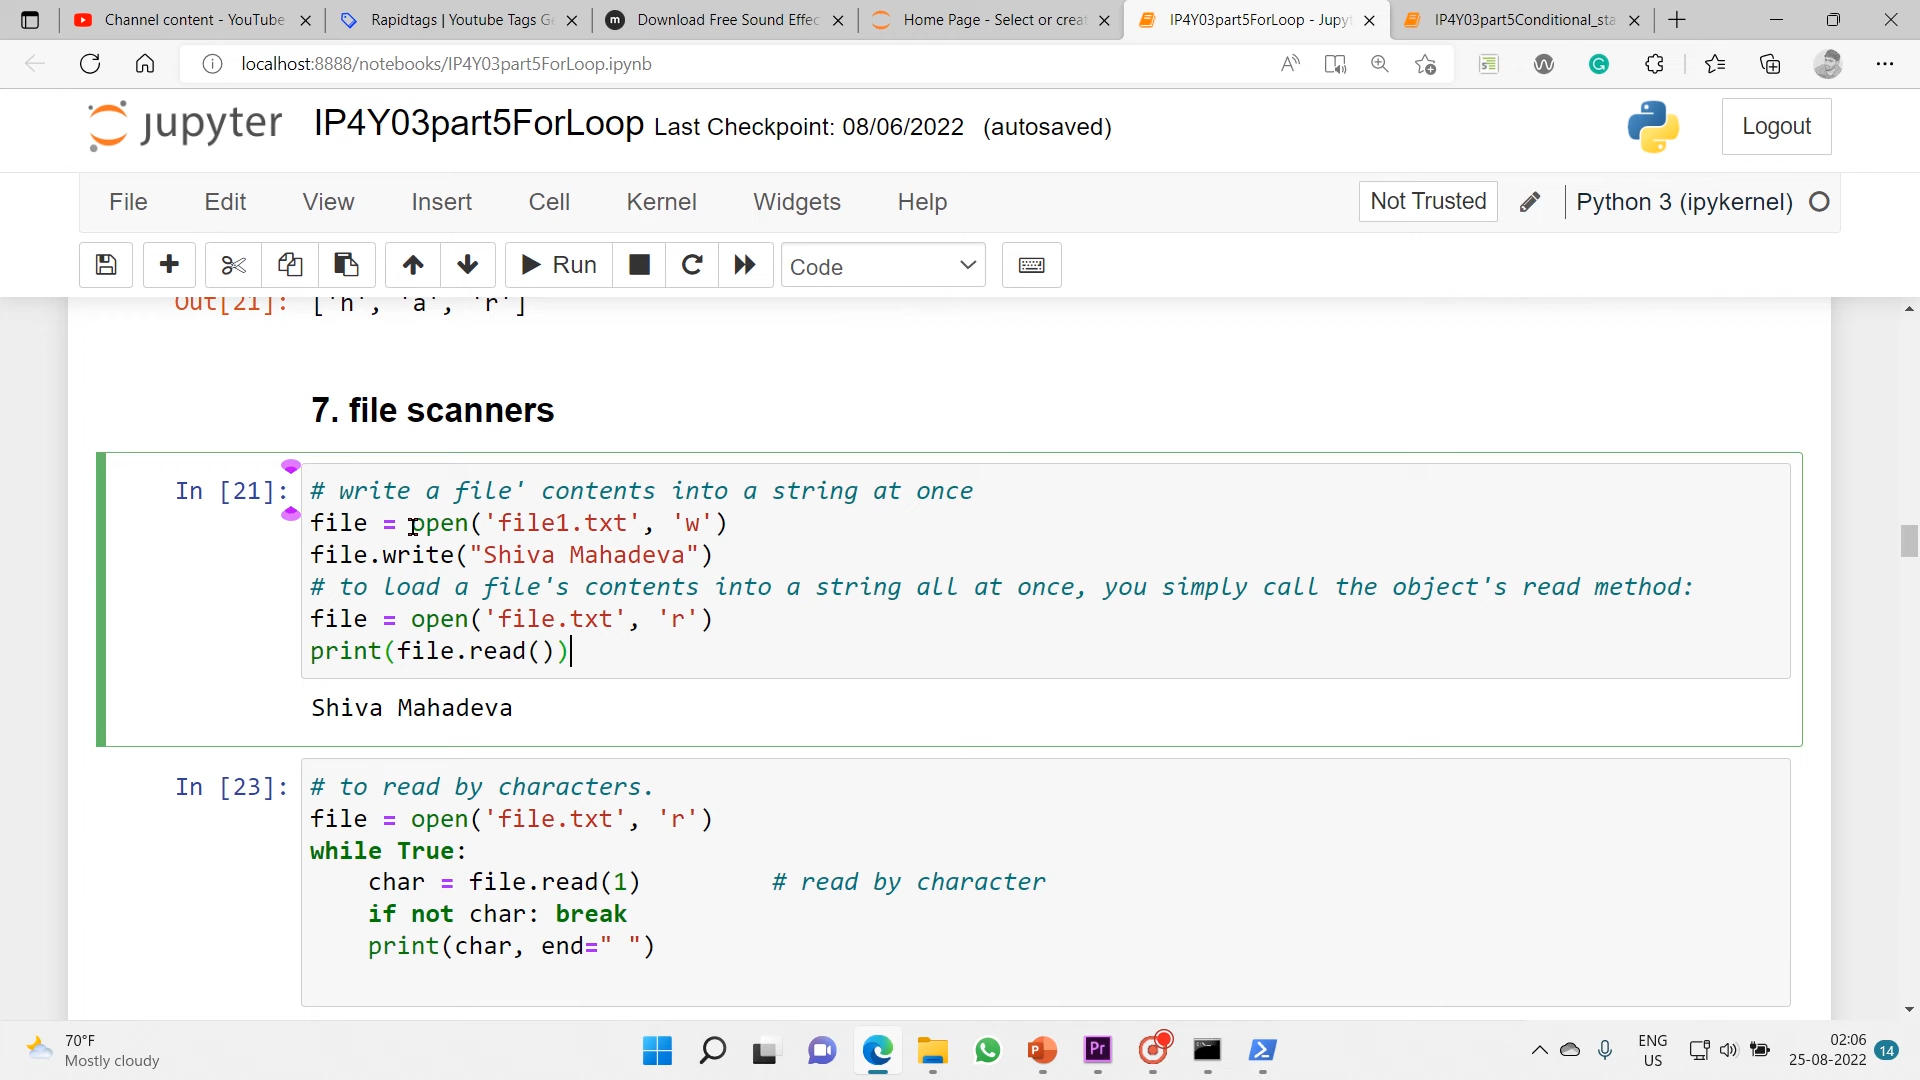 Channel content - YouTube
Rapidtags | Youtube Tags Ge
Download Free Sound Effec
Home Page - Select or creat
IP4Y03part5ForLoop - Jupyt
IP4Y03part5Conditional_sta
localhost:8888/notebooks/IP4Y03part5ForLoop.ipynb
jupyter IP4Y03part5ForLoop Last Checkpoint: 08/06/2022 (autosaved)
Logout
File Edit View Insert Cell Kernel Widgets Help
Not Trusted
Python 3 (ipykernel)
Run
Code
Out[21]: ['h', 'a', 'r']
7. file scanners
In [21]: # write a file' contents into a string at once
file = open('file1.txt', 'w')
file.write("Shiva Mahadeva")
# to load a file's contents into a string all at once, you simply call the object's read method:
file = open('file.txt', 'r')
print(file.read())
Shiva Mahadeva
In [23]: # to read by characters.
file = open('file.txt', 'r')
while True:
    char = file.read(1)         # read by character
    if not char: break
    print(char, end=" ")
70°F
Mostly cloudy
Pr
ENG
US
02:06
25-08-2022
14